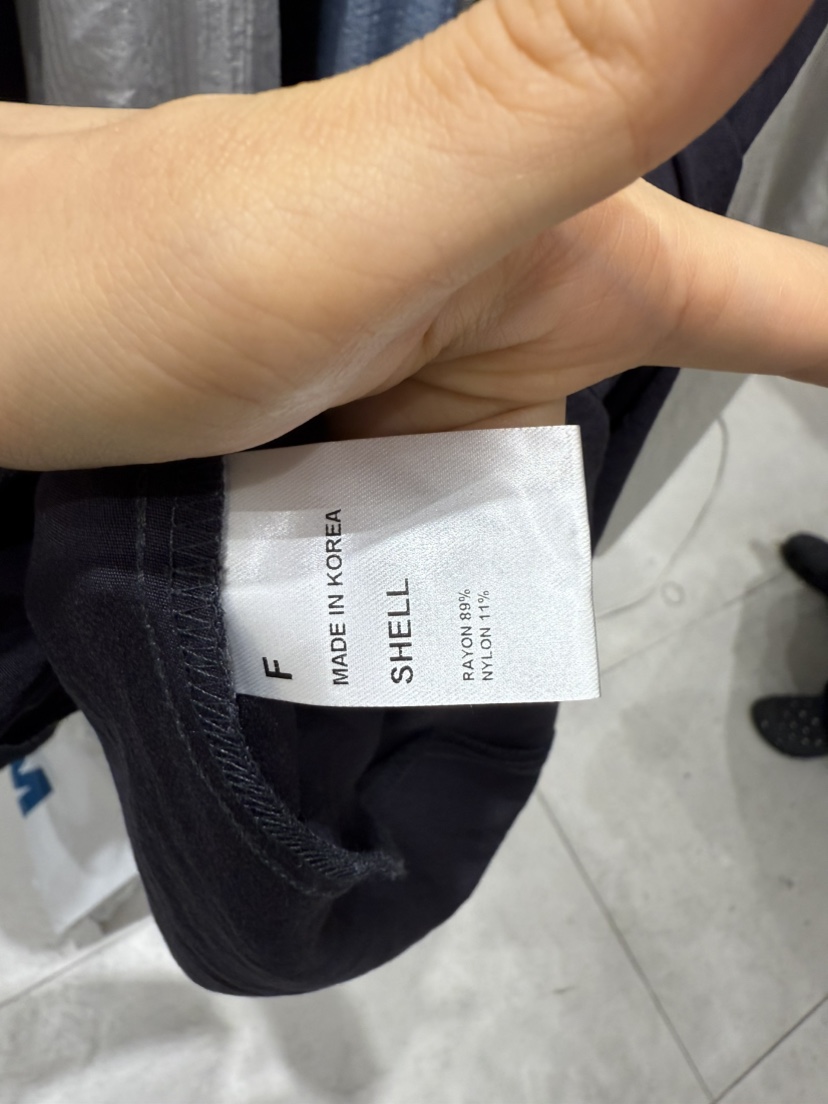 F
MADE IN KOREA
SHELL
RAYON 89%
NYLON 11%